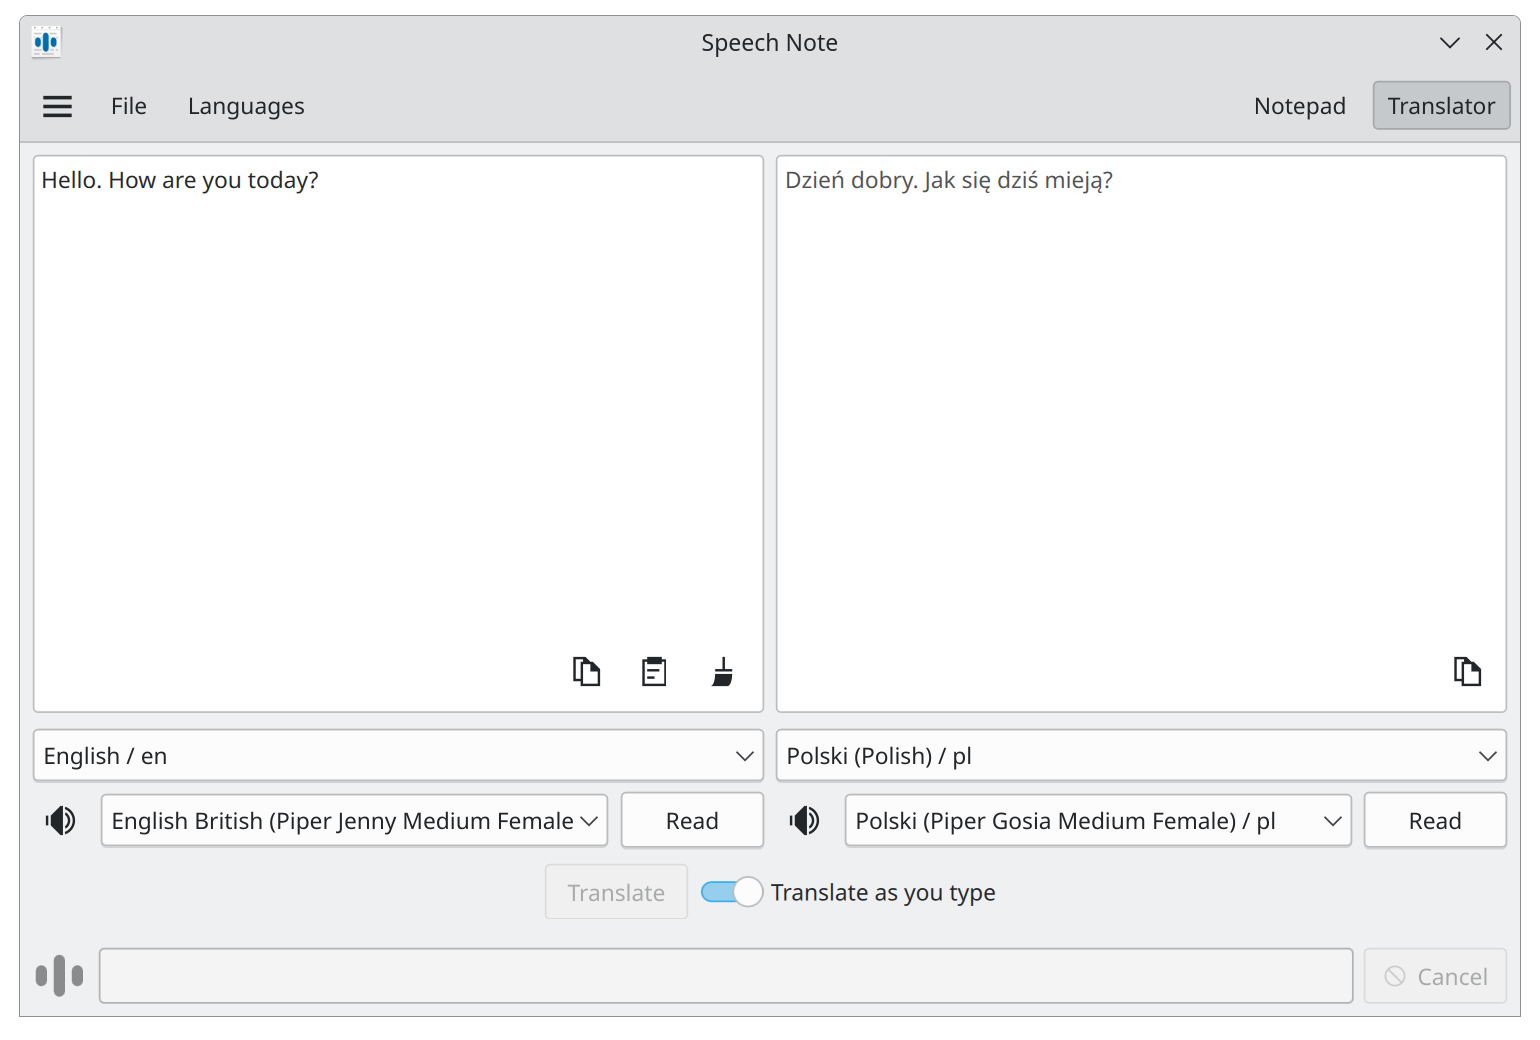 Speech Note
File Languages Notepad Translator
Hello. How are you today?
Dzień dobry. Jak się dziś mieją?
English / en
Polski (Polish) / pl
English British (Piper Jenny Medium Female
Read
Polski (Piper Gosia Medium Female) / pl
Read
Translate
Translate as you type
Cancel